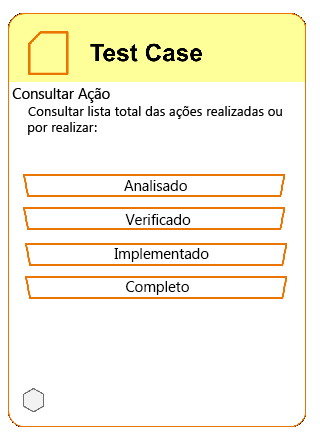 Test Case
Consultar Ação
Consultar lista total das ações realizadas ou
por realizar:
Analisado
Verificado
Implementado
Completo